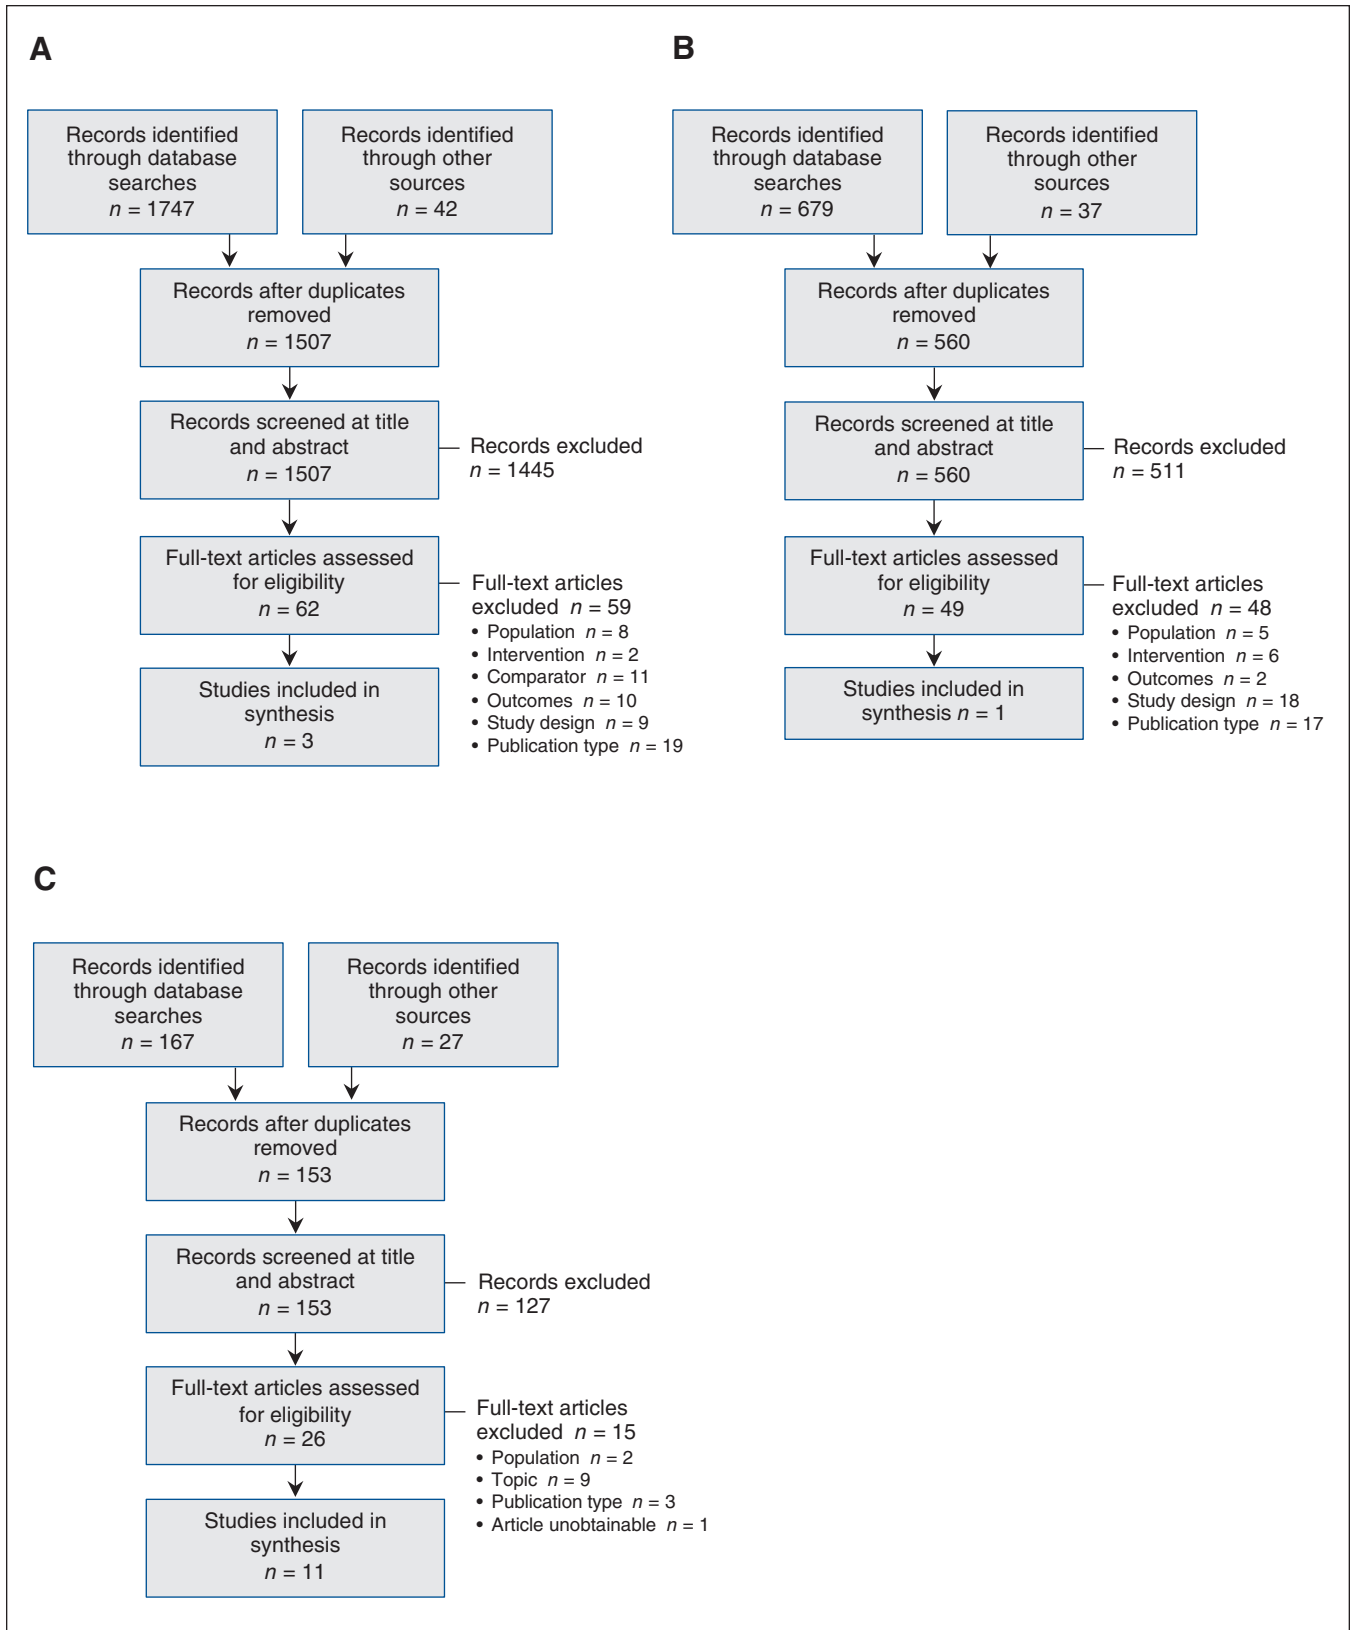 A
Records identified
through database
searches
n = 1747
Records identified
through other
sources
n = 42
Records after duplicates
removed
n = 1507
Records screened at title
and abstract
n = 1507
Records excluded
n = 1445
Full-text articles assessed
for eligibility
n = 62
Full-text articles
excluded n = 59
• Population n = 8
• Intervention n = 2
• Comparator n = 11
• Outcomes n = 10
• Study design n = 9
• Publication type n = 19
Studies included in
synthesis
n = 3
B
Records identified
through database
searches
n = 679
Records identified
through other
sources
n = 37
Records after duplicates
removed
n = 560
Records screened at title
and abstract
n = 560
Records excluded
n = 511
Full-text articles assessed
for eligibility
n = 49
Full-text articles
excluded n = 48
• Population n = 5
• Intervention n = 6
• Outcomes n = 2
• Study design n = 18
• Publication type n = 17
Studies included in
synthesis n = 1
C
Records identified
through database
searches
n = 167
Records identified
through other
sources
n = 27
Records after duplicates
removed
n = 153
Records screened at title
and abstract
n = 153
Records excluded
n = 127
Full-text articles assessed
for eligibility
n = 26
Full-text articles
excluded n = 15
• Population n = 2
• Topic n = 9
• Publication type n = 3
• Article unobtainable n = 1
Studies included in
synthesis
n = 11